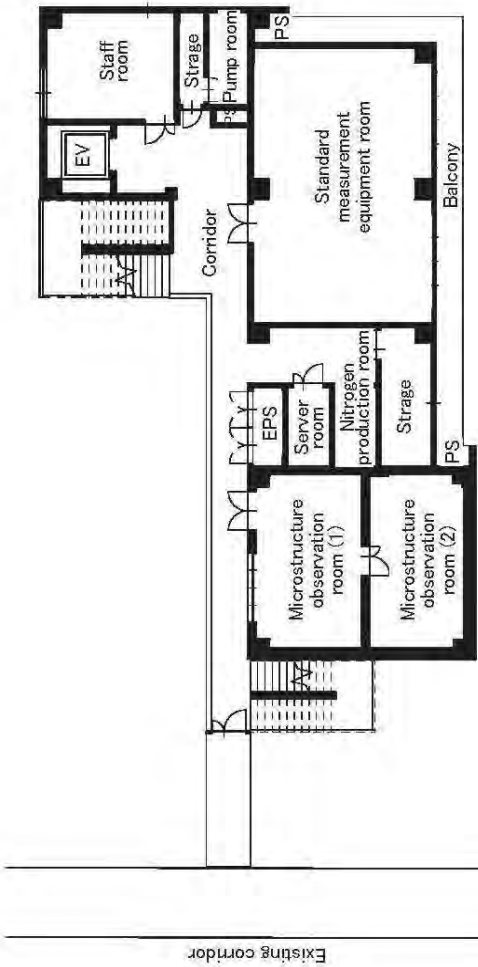 Staff
room
EV
Strage
Pump room
PS
PS
Corridor
Standard
measurement
equipment room
Balcony
EPS
Server
room
Nitrogen
production room
Strage
PS
Microstructure
observation
room (1)
Microstructure
observation
room (2)
Existing corridor